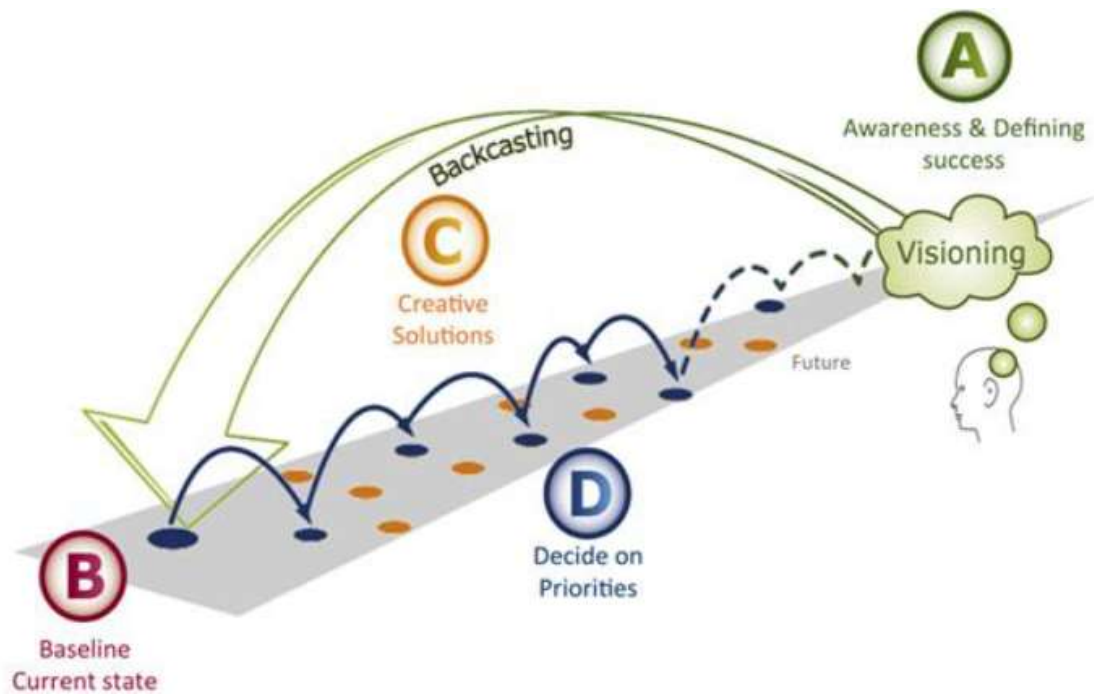 A
Awareness & Defining
success
Backcasting
C
Creative
Solutions
Visioning
Future
D
Decide on
Priorities
B
Baseline
Current state